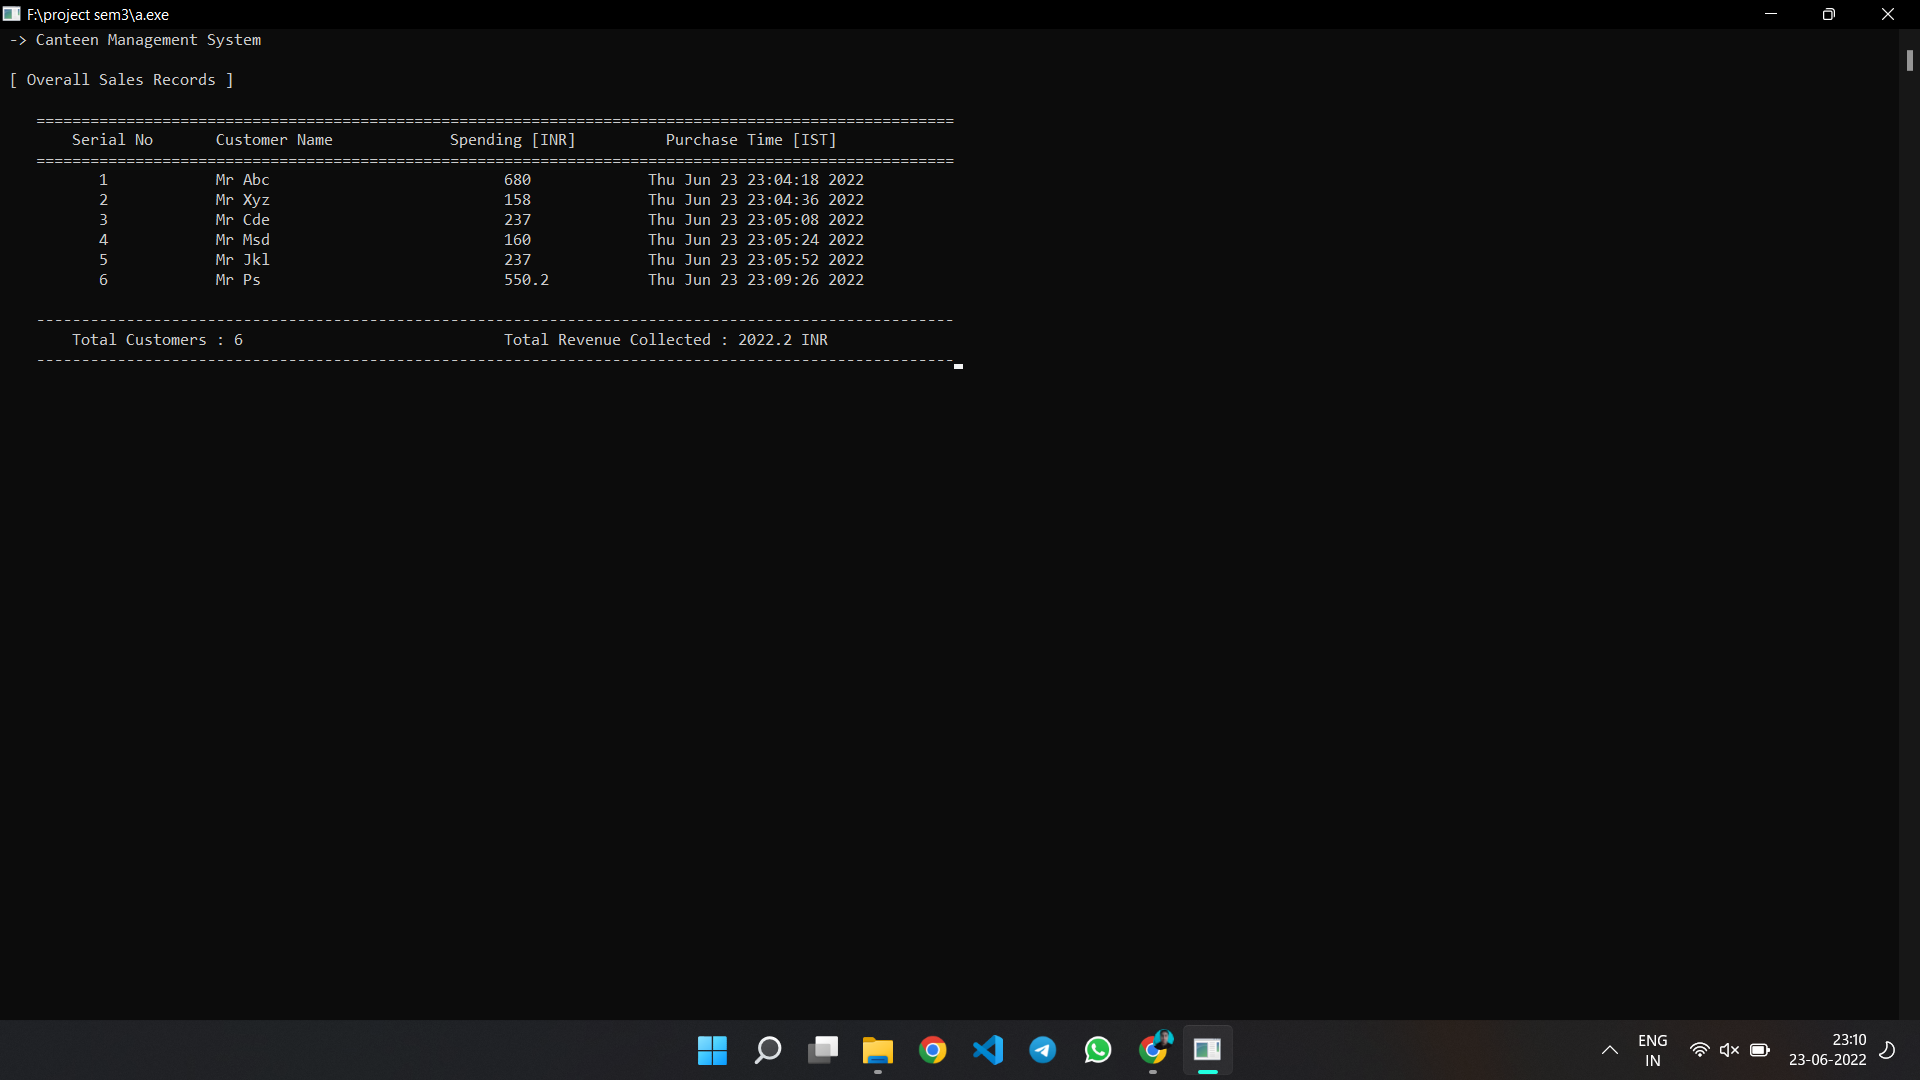 F:\project sem3\a.exe
-> Canteen Management System
[ Overall Sales Records ]
======================================================================================================
Serial No Customer Name Spending [INR] Purchase Time [IST]
======================================================================================================
1 Mr Abc 680 Thu Jun 23 23:04:18 2022
2 Mr Xyz 158 Thu Jun 23 23:04:36 2022
3 Mr Cde 237 Thu Jun 23 23:05:08 2022
4 Mr Msd 160 Thu Jun 23 23:05:24 2022
5 Mr Jkl 237 Thu Jun 23 23:05:52 2022
6 Mr Ps 550.2 Thu Jun 23 23:09:26 2022
------------------------------------------------------------------------------------------------------
Total Customers : 6 Total Revenue Collected : 2022.2 INR
------------------------------------------------------------------------------------------------------
ENG 23:10
IN 23-06-2022